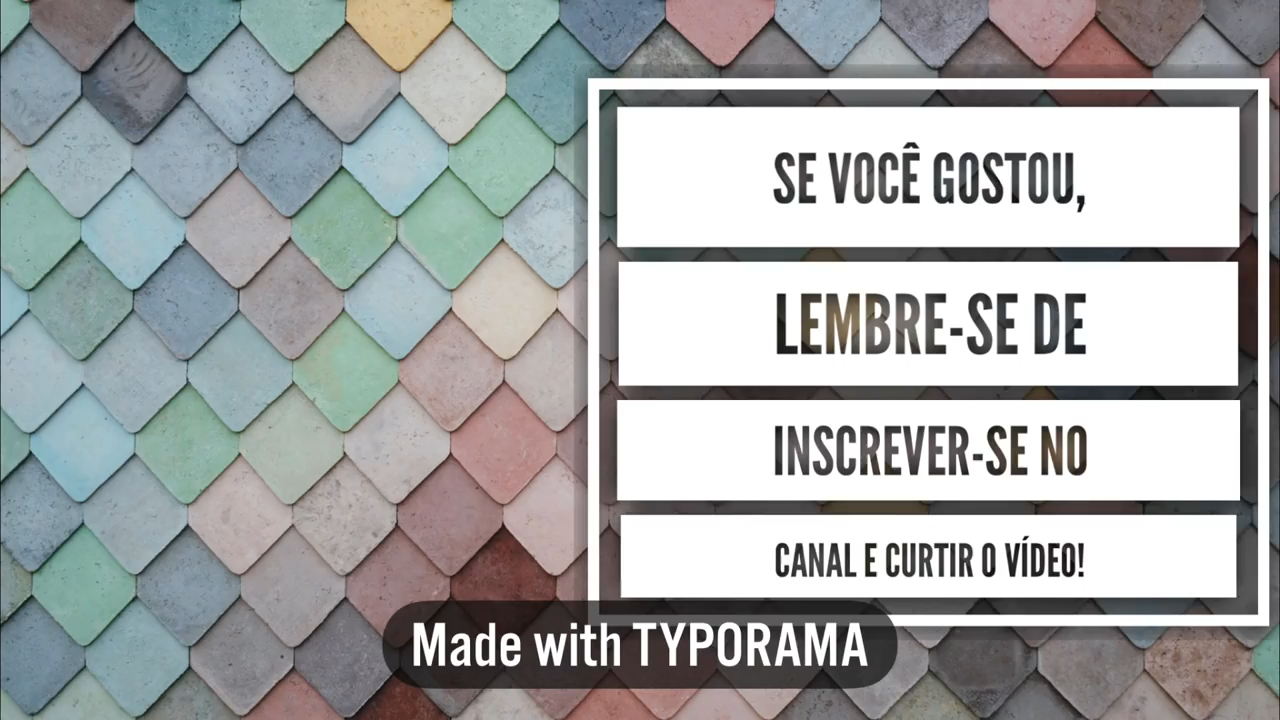 SE VOCÊ GOSTOU,
LEMBRE-SE DE
INSCREVER-SE NO
CANAL E CURTIR O VÍDEO!
Made with TYPORAMA